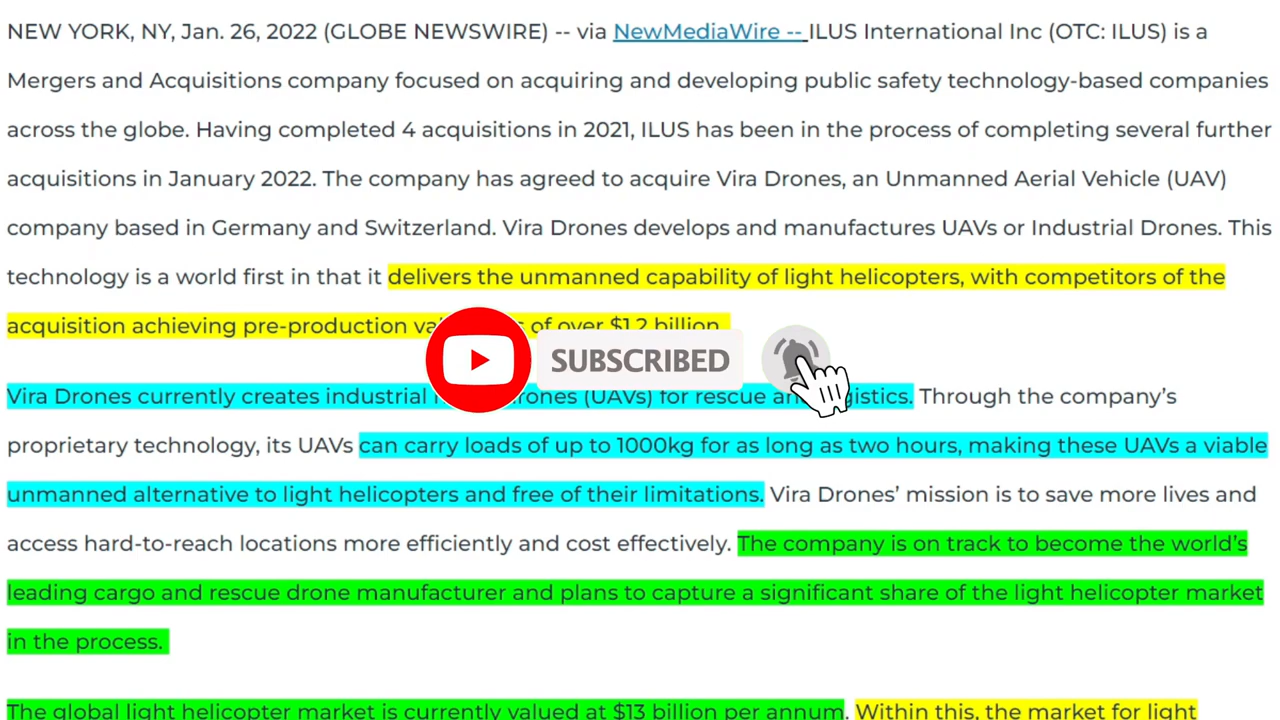 NEW YORK, NY, Jan. 26, 2022 (GLOBE NEWSWIRE) -- via NewMediaWire -- ILUS International Inc (OTC: ILUS) is a
Mergers and Acquisitions company focused on acquiring and developing public safety technology-based companies
across the globe. Having completed 4 acquisitions in 2021, ILUS has been in the process of completing several further
acquisitions in January 2022. The company has agreed to acquire Vira Drones, an Unmanned Aerial Vehicle (UAV)
company based in Germany and Switzerland. Vira Drones develops and manufactures UAVs or Industrial Drones. This
technology is a world first in that it delivers the unmanned capability of light helicopters, with competitors of the
acquisition achieving pre-production of over $1.2 billion.
SUBSCRIBED
Vira Drones currently creates industrial (UAVs) for rescue and logistics. Through the company's
proprietary technology, its UAVs can carry loads of up to 1000kg for as long as two hours, making these UAVs a viable
unmanned alternative to light helicopters and free of their limitations. Vira Drones' mission is to save more lives and
access hard-to-reach locations more efficiently and cost effectively. The company is on track to become the world's
leading cargo and rescue drone manufacturer and plans to capture a significant share of the light helicopter market
in the process.
The global light helicopter market is currently valued at $13 billion per annum. Within this, the market for light